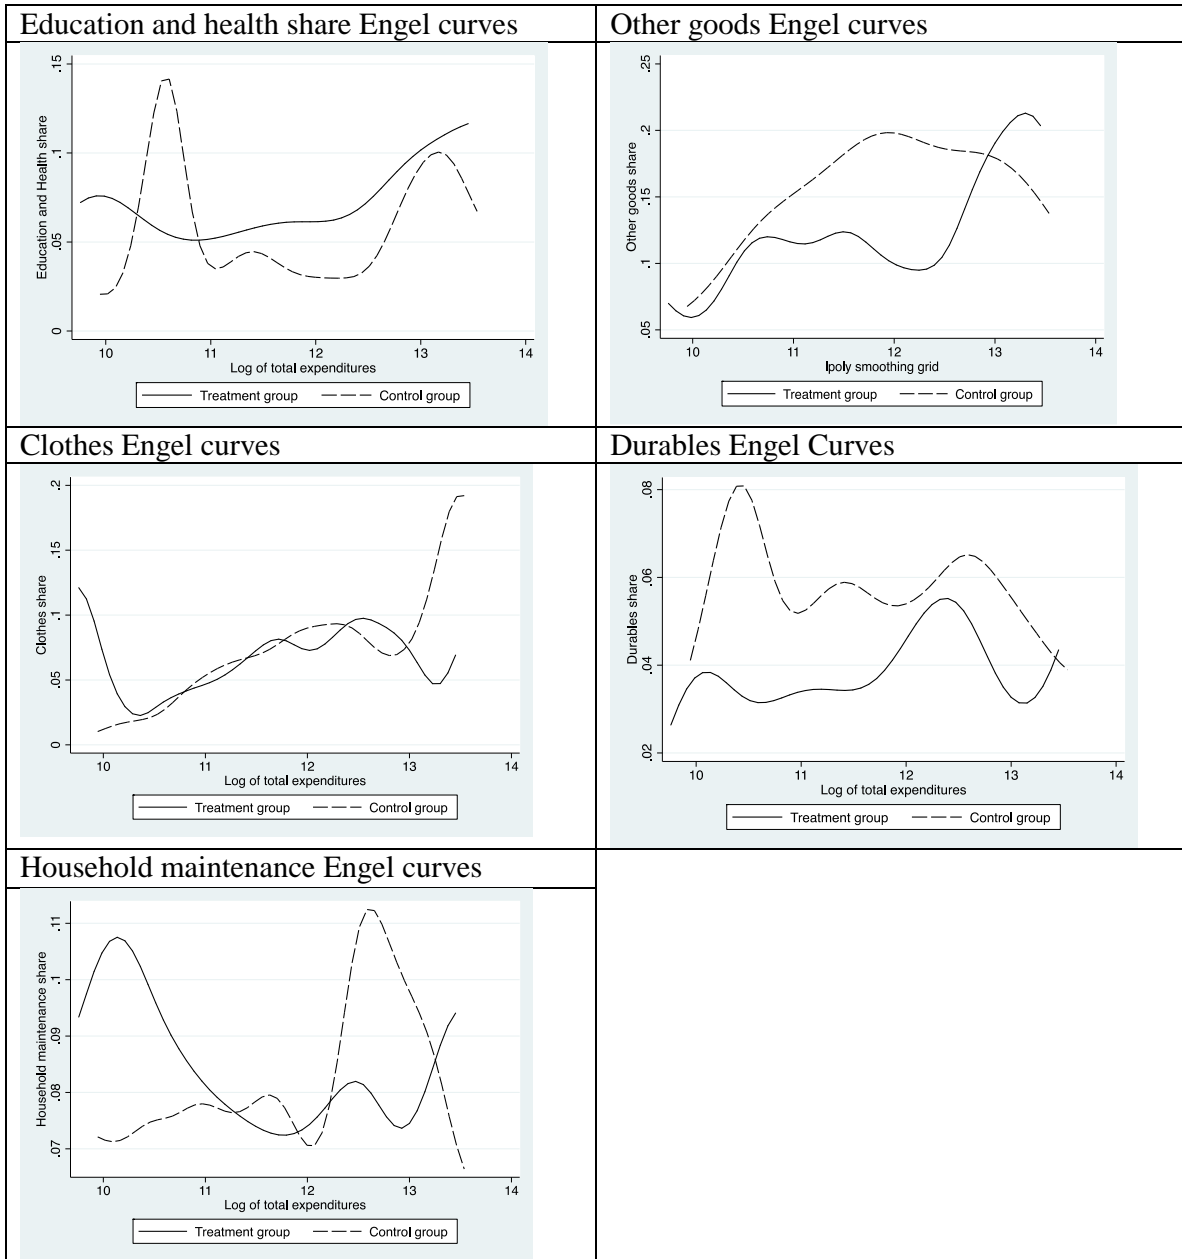 Education and health share Engel curves
Other goods Engel curves
Education and Health share
0
.05
.1
.15
10
11
12
13
14
Log of total expenditures
Treatment group
Control group
Other goods share
.05
.1
.15
.2
.25
10
11
12
13
14
lpoly smoothing grid
Treatment group
Control group
Clothes Engel curves
Durables Engel Curves
Clothes share
0
.05
.1
.15
.2
10
11
12
13
14
Log of total expenditures
Treatment group
Control group
Durables share
.02
.04
.06
.08
10
11
12
13
14
Log of total expenditures
Treatment group
Control group
Household maintenance Engel curves
Household maintenance share
.07
.08
.09
.1
.11
10
11
12
13
14
Log of total expenditures
Treatment group
Control group